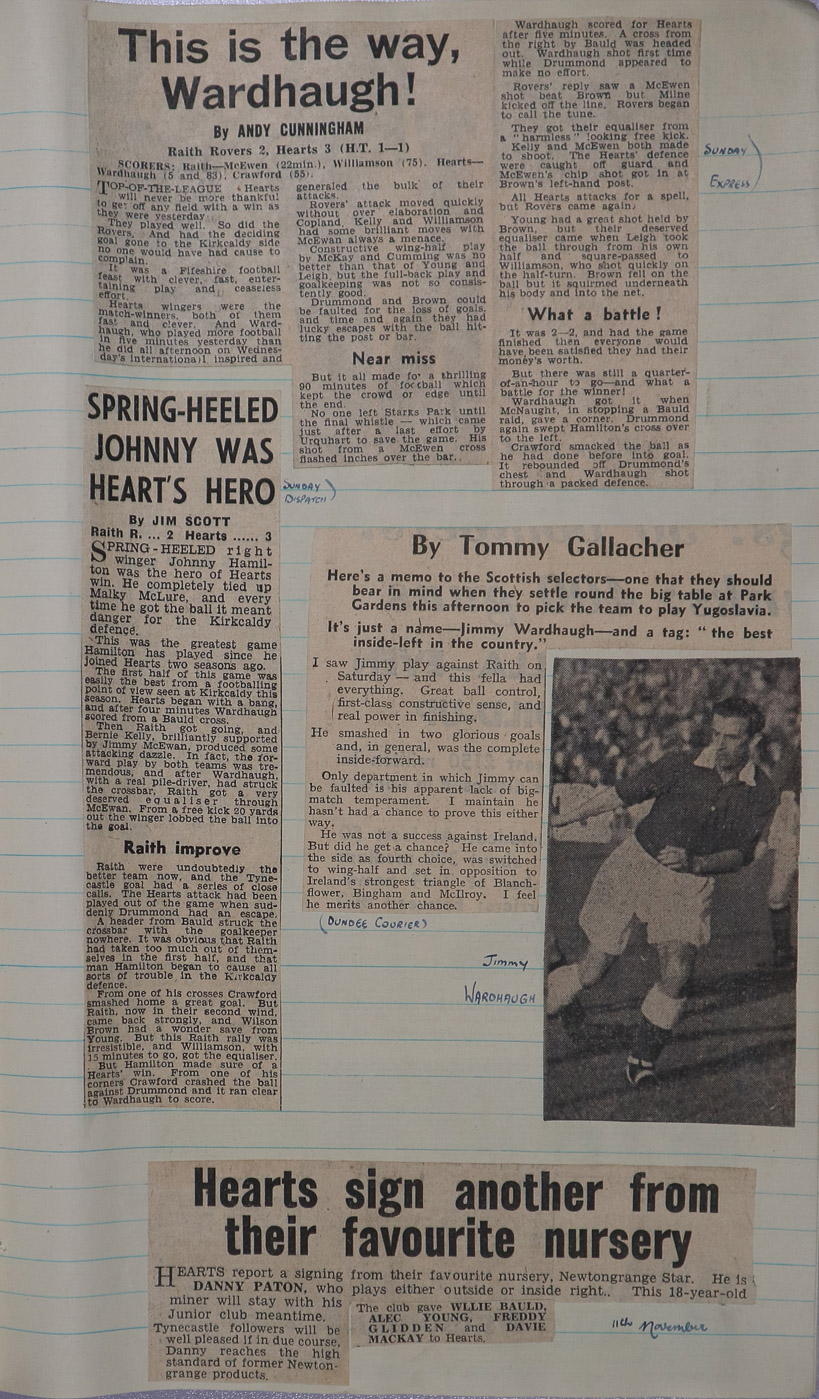 This is the way,
Wardhaugh!
By ANDY CUNNINGHAM
Raith Rovers 2, Hearts 3 (H.T. 1—1)
SCORERS: Raith—McEwen (22min.), Williamson (75). Hearts—
Wardhaugh (5 and 83), Crawford (55).
TOP-OF-THE-LEAGUE Hearts
will never be more thankful
to get off any field with a win as
they were yesterday.
They played well. So did the
Rovers. And had the deciding
goal gone to the Kirkcaldy side
no one would have had cause to
complain.
It was a Fifeshire football
feast with clever, fast, enter-
taining play and ceaseless
effort.
Hearts wingers were the
match-winners, both of them
fast and clever. And Ward-
haugh, who played more football
in five minutes yesterday than
he did all afternoon on Wednes-
day's international, inspired and
generated the bulk of their
attacks.
Rovers' attack moved quickly
without over elaboration and
Copland, Kelly and Williamson
had some brilliant moves with
McEwan always a menace.
Constructive wing-half play
by McKay and Cumming was no
better than that of Young and
Leigh, but the full-back play and
goalkeeping was not so consis-
tently good.
Drummond and Brown could
be faulted for the loss of goals,
and time and again they had
lucky escapes with the ball hit-
ting the post or bar.
Near miss
But it all made for a thrilling
90 minutes of football which
kept the crowd on edge until
the end.
No one left Starks Park until
the final whistle — which came
just after a last effort by
Urquhart to save the game. His
shot from a McEwen cross
flashed inches over the bar.
Wardhaugh scored for Hearts
after five minutes. A cross from
the right by Bauld was headed
out. Wardhaugh shot first time
while Drummond appeared to
make no effort.
Rovers' reply saw a McEwen
shot beat Brown but Milne
kicked off the line. Rovers began
to call the tune.
They got their equaliser from
a "harmless" looking free kick.
Kelly and McEwen both made
to shoot. The Hearts' defence
were caught off guard and
McEwen's chip shot got in at
Brown's left-hand post.
All Hearts attacks for a spell,
but Rovers came again.
Young had a great shot held by
Brown, but their deserved
equaliser came when Leigh took
the ball through from his own
half and square-passed to
Williamson, who shot quickly on
the half-turn. Brown fell on the
ball but it squirmed underneath
his body and into the net.
What a battle!
It was 2—2, and had the game
finished then everyone would
have been satisfied they had their
money's worth.
But there was still a quarter-
of-an-hour to go—and what a
battle for the winner!
Wardhaugh got it when
McNaught, in stopping a Bauld
raid, gave a corner. Drummond
again swept Hamilton's cross over
to the left.
Crawford smacked the ball as
he had done before into goal.
It rebounded off Drummond's
chest and Wardhaugh shot
through a packed defence.
SUNDAY
EXPRESS
SPRING-HEELED
JOHNNY WAS
HEART'S HERO
SUNDAY
DISPATCH
By JIM SCOTT
Raith R. ... 2 Hearts ...... 3
SPRING-HEELED right
winger Johnny Hamil-
ton was the hero of Hearts
win. He completely tied up
Malky McLure, and every
time he got the ball it meant
danger for the Kirkcaldy
defence.
This was the greatest game
Hamilton has played since he
joined Hearts two seasons ago.
The first half of this game was
easily the best from a footballing
point of view seen at Kirkcaldy this
season. Hearts began with a bang,
and after four minutes Wardhaugh
scored from a Bauld cross.
Then Raith got going, and
Bernie Kelly, brilliantly supported
by Jimmy McEwan, produced some
attacking dazzle. In fact, the for-
ward play by both teams was tre-
mendous, and after Wardhaugh,
with a real pile-driver, had struck
the crossbar, Raith got a very
deserved equaliser through
McEwan. From a free kick 20 yards
out the winger lobbed the ball into
the goal.
Raith improve
Raith were undoubtedly the
better team now, and the Tyne-
castle goal had a series of close
calls. The Hearts attack had been
played out of the game when sud-
denly Drummond had an escape.
A header from Bauld struck the
crossbar with the goalkeeper
nowhere. It was obvious that Raith
had taken too much out of them-
selves in the first half, and that
man Hamilton began to cause all
sorts of trouble in the Kirkcaldy
defence.
From one of his crosses Crawford
smashed home a great goal. But
Raith, now in their second wind,
came back strongly, and Wilson
Brown had a wonder save from
Young. But this Raith rally was
irresistible, and Williamson, with
15 minutes to go, got the equaliser.
But Hamilton made sure of a
Hearts' win. From one of his
corners Crawford crashed the ball
against Drummond and it ran clear
to Wardhaugh to score.
By Tommy Gallacher
Here's a memo to the Scottish selectors—one that they should
bear in mind when they settle round the big table at Park
Gardens this afternoon to pick the team to play Yugoslavia.
It's just a name—Jimmy Wardhaugh—and a tag: "the best
inside-left in the country."
I saw Jimmy play against Raith on
Saturday — and this fella had
everything. Great ball control,
first-class constructive sense, and
real power in finishing.
He smashed in two glorious goals
and, in general, was the complete
inside-forward.
Only department in which Jimmy can
be faulted is his apparent lack of big-
match temperament. I maintain he
hasn't had a chance to prove this either
way.
He was not a success against Ireland.
But did he get a chance? He came into
the side as fourth choice, was switched
to wing-half and set in opposition to
Ireland's strongest triangle of Blanch-
flower, Bingham and McIlroy. I feel
he merits another chance.
(DUNDEE COURIER)
Jimmy
WARDHAUGH
Hearts sign another from
their favourite nursery
HEARTS report a signing from their favourite nursery, Newtongrange Star. He is
DANNY PATON, who plays either outside or inside right. This 18-year-old
miner will stay with his
Junior club meantime.
Tynecastle followers will be
well pleased if in due course,
Danny reaches the high
standard of former Newton-
grange products.
The club gave WLLIE BAULD,
ALEC YOUNG, FREDDY
GLIDDEN and DAVIE
MACKAY to Hearts.
11th November